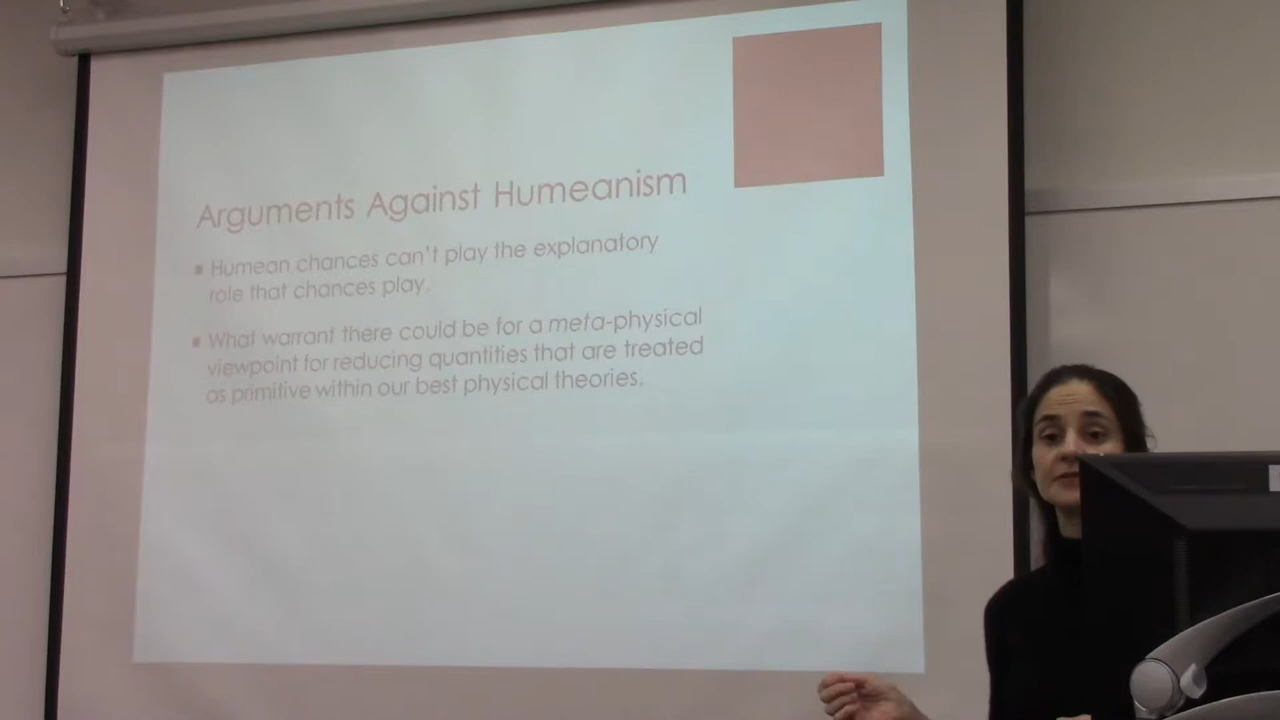 Arguments Against Humeanism
▪ Humean chances can't play the explanatory
role that chances play.
▪ What warrant there could be for a meta-physical
viewpoint for reducing quantities that are treated
as primitive within our best physical theories.